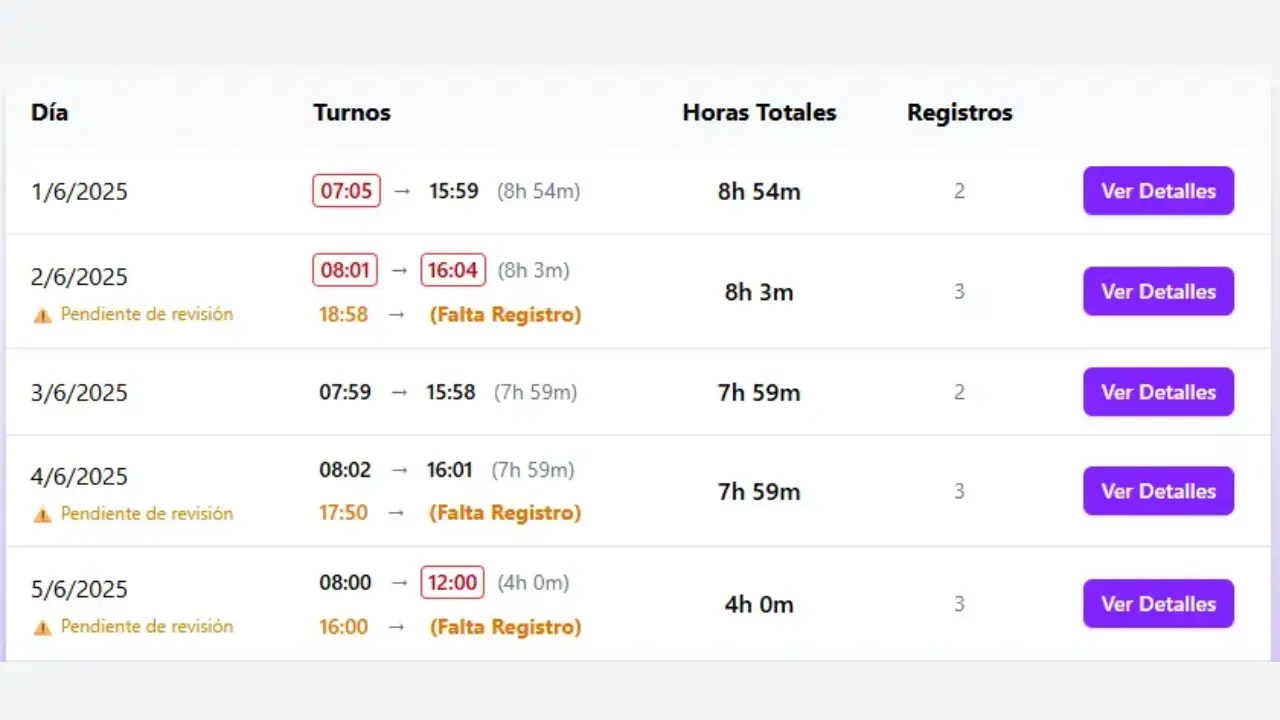 Día Turnos Horas Totales Registros
1/6/2025 07:05 → 15:59 (8h 54m) 8h 54m 2 Ver Detalles
2/6/2025 08:01 → 16:04 (8h 3m) 8h 3m 3 Ver Detalles
⚠ Pendiente de revisión 18:58 → (Falta Registro)
3/6/2025 07:59 → 15:58 (7h 59m) 7h 59m 2 Ver Detalles
4/6/2025 08:02 → 16:01 (7h 59m) 7h 59m 3 Ver Detalles
⚠ Pendiente de revisión 17:50 → (Falta Registro)
5/6/2025 08:00 → 12:00 (4h 0m) 4h 0m 3 Ver Detalles
⚠ Pendiente de revisión 16:00 → (Falta Registro)